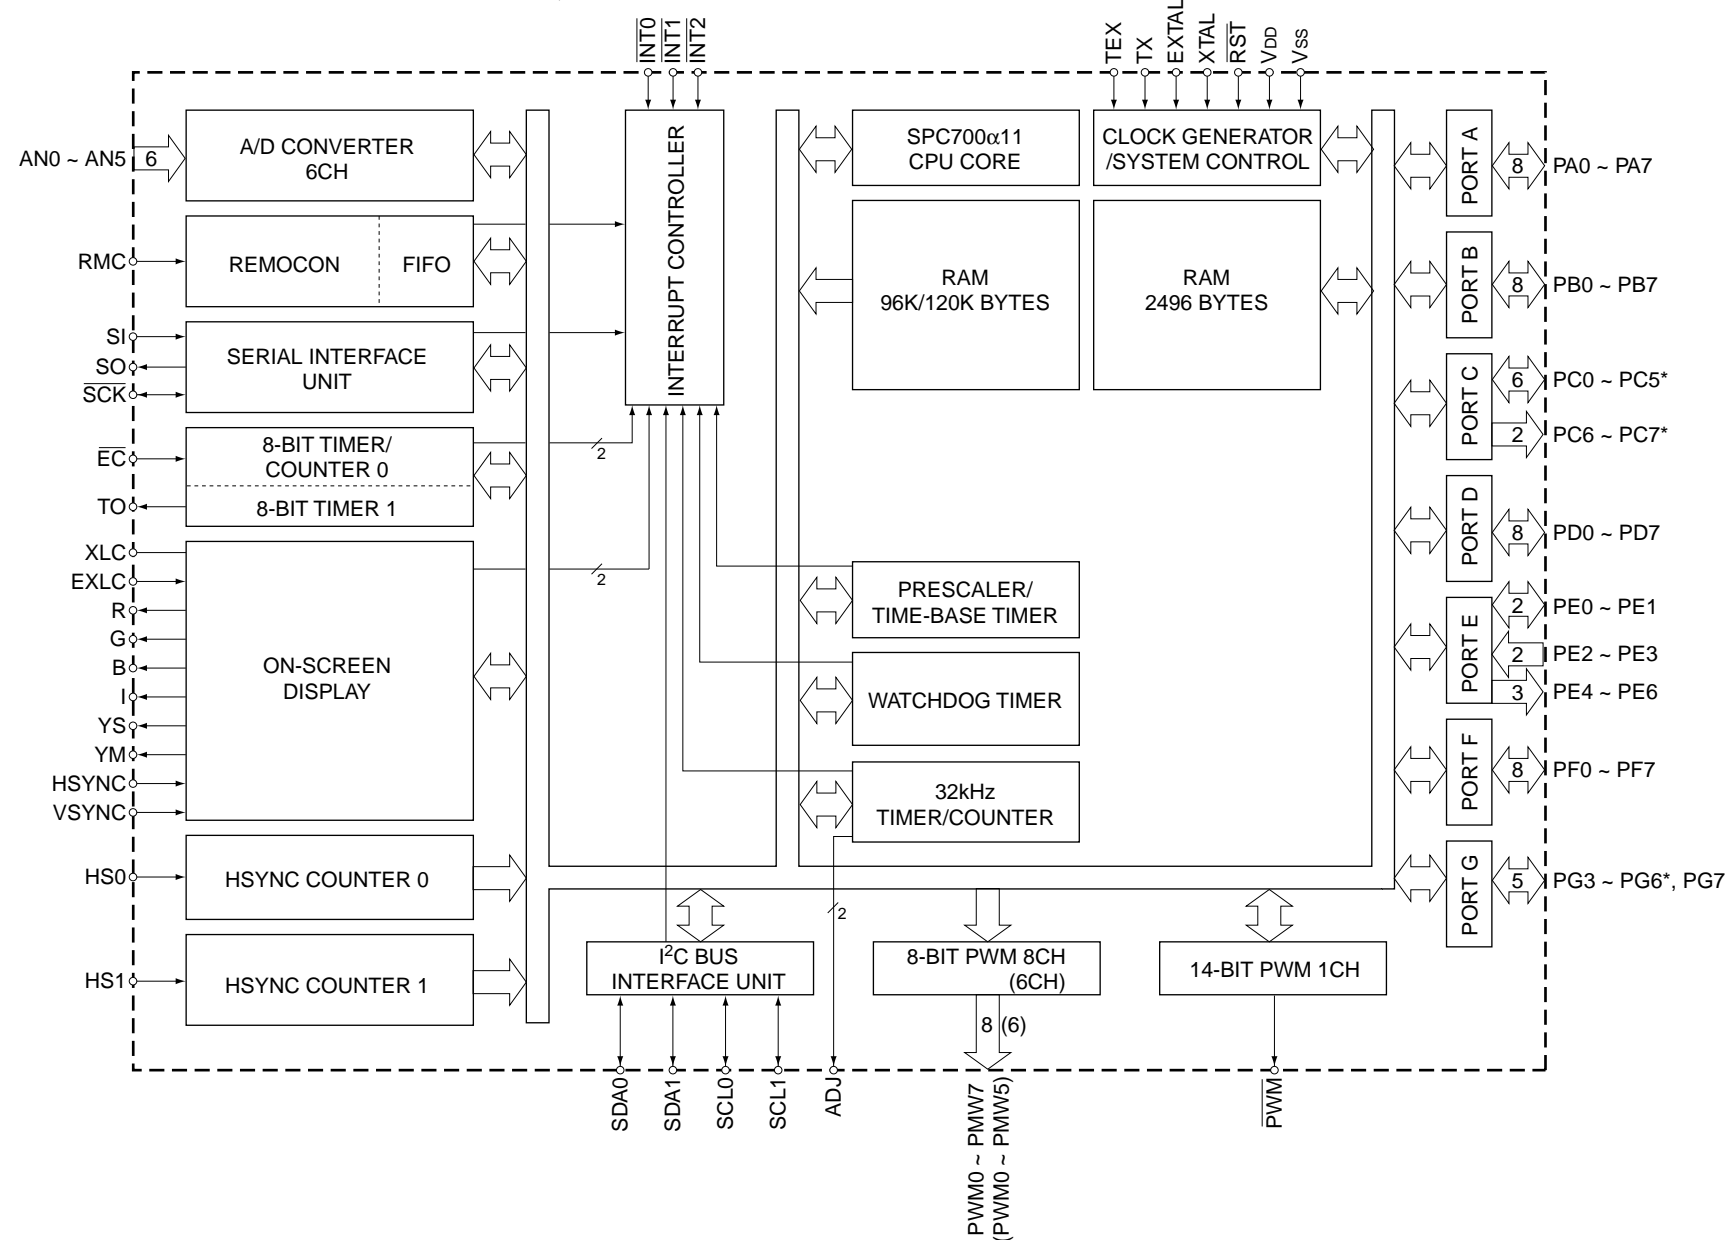 INT0
INT1
INT2
TEX
TX
EXTAL
XTAL
RST
VDD
VSS
AN0 ~ AN5
6
A/D CONVERTER
6CH
RMC
REMOCON
FIFO
SI
SO
SCK
SERIAL INTERFACE
UNIT
EC
TO
8-BIT TIMER/
COUNTER 0
8-BIT TIMER 1
2
XLC
EXLC
R
G
B
I
YS
YM
HSYNC
VSYNC
ON-SCREEN
DISPLAY
2
HS0
HSYNC COUNTER 0
HS1
HSYNC COUNTER 1
INTERRUPT CONTROLLER
SPC700α11
CPU CORE
CLOCK GENERATOR
/SYSTEM CONTROL
RAM
96K/120K BYTES
RAM
2496 BYTES
PRESCALER/
TIME-BASE TIMER
WATCHDOG TIMER
32kHz
TIMER/COUNTER
2
I²C BUS
INTERFACE UNIT
8-BIT PWM 8CH
(6CH)
8 (6)
14-BIT PWM 1CH
SDA0
SDA1
SCL0
SCL1
ADJ
PWM0 ~ PMW7
(PWM0 ~ PMW5)
PWM
PORT A
8
PA0 ~ PA7
PORT B
8
PB0 ~ PB7
PORT C
6
PC0 ~ PC5*
2
PC6 ~ PC7*
PORT D
8
PD0 ~ PD7
PORT E
2
PE0 ~ PE1
2
PE2 ~ PE3
3
PE4 ~ PE6
PORT F
8
PF0 ~ PF7
PORT G
5
PG3 ~ PG6*, PG7